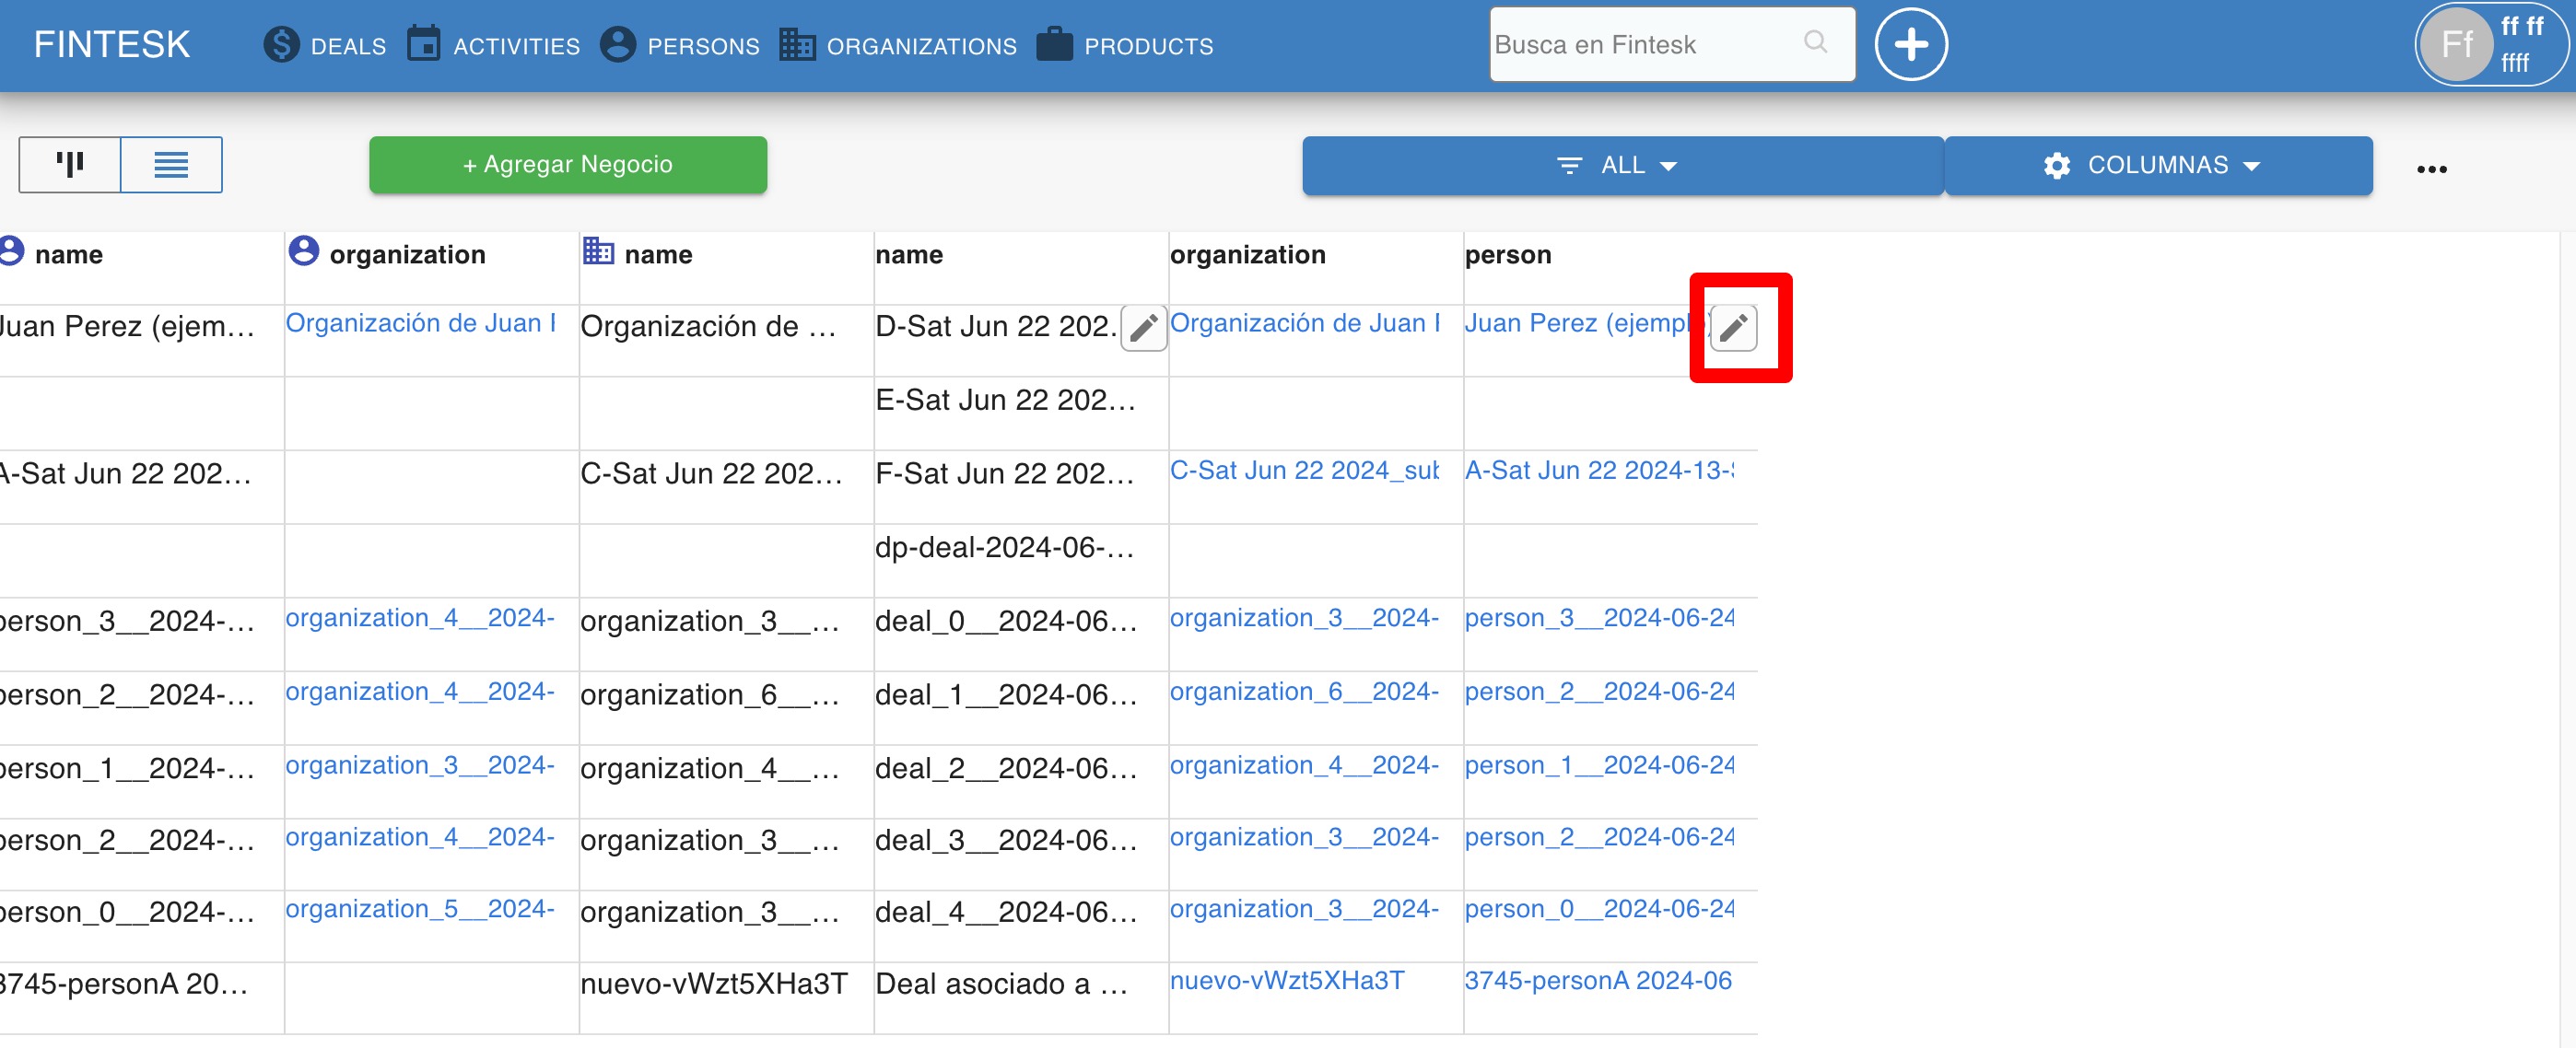 FINTESK DEALS ACTIVITIES PERSONS ORGANIZATIONS PRODUCTS Busca en Fintesk Ff ff ff
ffff
+ Agregar Negocio ALL COLUMNAS
name organization name name organization person
Juan Perez (ejem... Organización de Juan Organización de ... D-Sat Jun 22 202. Organización de Juan Juan Perez (ejempl
E-Sat Jun 22 202...
A-Sat Jun 22 202... C-Sat Jun 22 202... F-Sat Jun 22 202... C-Sat Jun 22 2024_sub A-Sat Jun 22 2024-13-
dp-deal-2024-06-...
person_3__2024-... organization_4__2024- organization_3__... deal_0__2024-06... organization_3__2024- person_3__2024-06-24
person_2__2024-... organization_4__2024- organization_6__... deal_1__2024-06... organization_6__2024- person_2__2024-06-24
person_1__2024-... organization_3__2024- organization_4__... deal_2__2024-06... organization_4__2024- person_1__2024-06-24
person_2__2024-... organization_4__2024- organization_3__... deal_3__2024-06... organization_3__2024- person_2__2024-06-24
person_0__2024-... organization_5__2024- organization_3__... deal_4__2024-06... organization_3__2024- person_0__2024-06-24
3745-personA 20... nuevo-vWzt5XHa3T Deal asociado a ... nuevo-vWzt5XHa3T 3745-personA 2024-06